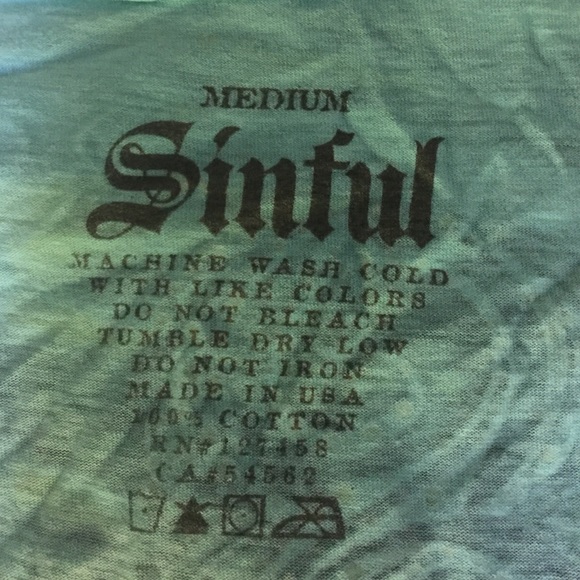 MEDIUM
Sinful
MACHINE WASH COLD
WITH LIKE COLORS
DO NOT BLEACH
TUMBLE DRY LOW
DO NOT IRON
MADE IN USA
100% COTTON
RN#127458
CA#54562